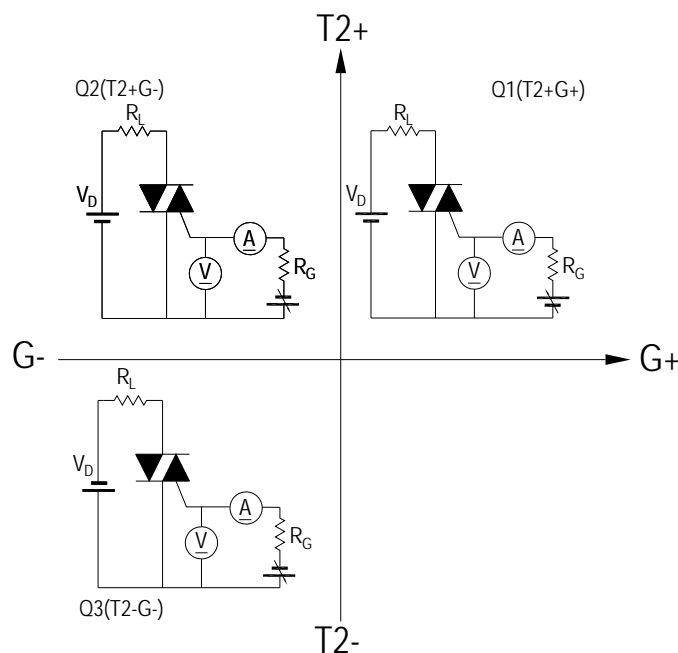 T2+
Q2(T2+G-)
Q1(T2+G+)
RL
RL
VD
VD
A
A
V
V
RG
RG
G-
G+
RL
VD
A
V
RG
Q3(T2-G-)
T2-